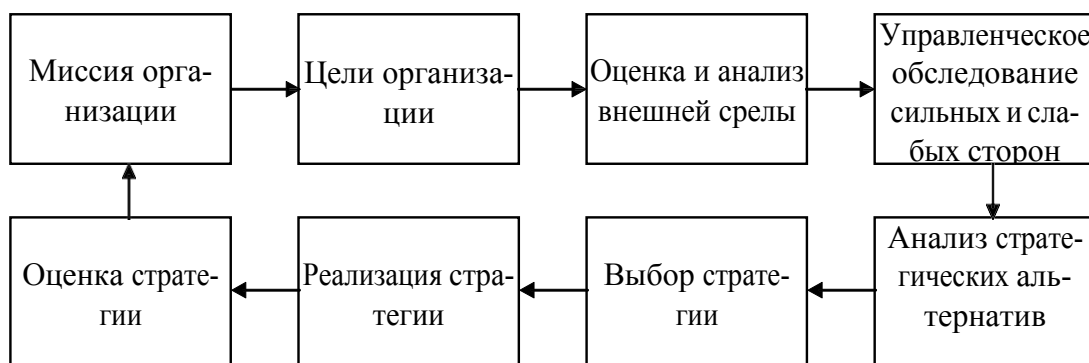 Миссия орга-
низации
Цели организа-
ции
Оценка и анализ
внешней срелы
Управленческое
обследование
сильных и сла-
бых сторон
Анализ страте-
гических аль-
тернатив
Выбор страте-
гии
Реализация стра-
тегии
Оценка страте-
гии